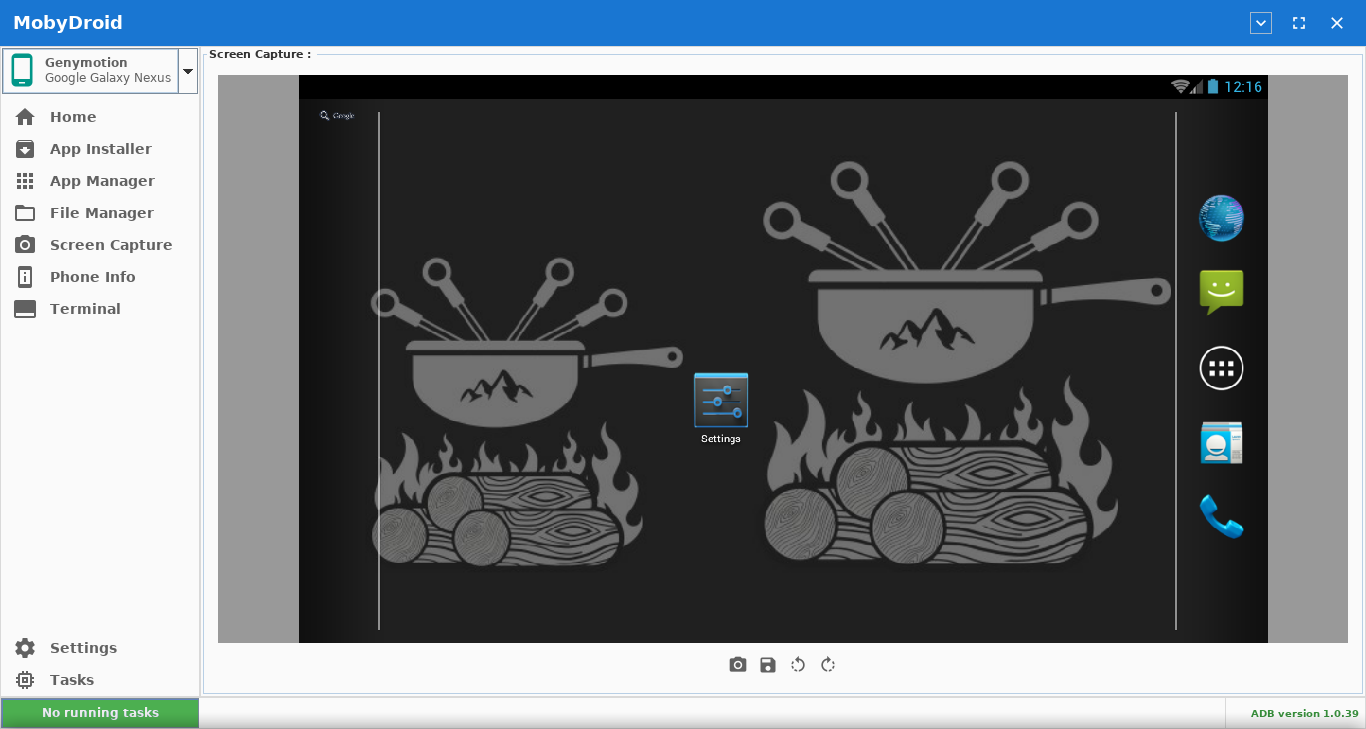 MobyDroid
Genymotion
Google Galaxy Nexus
Home
App Installer
App Manager
File Manager
Screen Capture
Phone Info
Terminal
Settings
Tasks
No running tasks
Screen Capture :
12:16
Google
Settings
ADB version 1.0.39